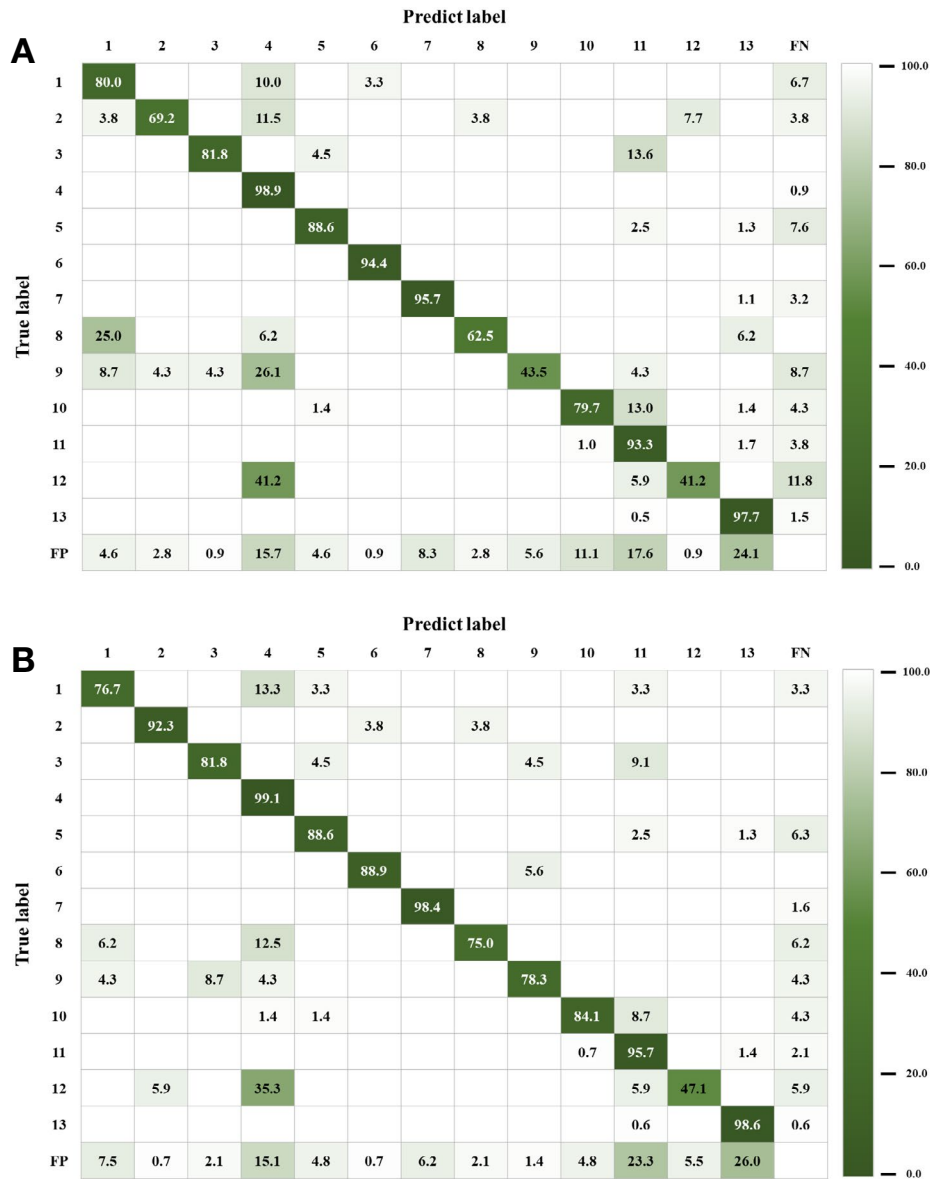 Predict label
A
1 2 3 4 5 6 7 8 9 10 11 12 13 FN
1 80.0 10.0 3.3 6.7 100.0
2 3.8 69.2 11.5 3.8 7.7 3.8
3 81.8 4.5 13.6
4 98.9 0.9 80.0
5 88.6 2.5 1.3 7.6
6 94.4 60.0
True label
7 95.7 1.1 3.2
8 25.0 6.2 62.5 6.2
9 8.7 4.3 4.3 26.1 43.5 4.3 8.7 40.0
10 1.4 79.7 13.0 1.4 4.3
11 1.0 93.3 1.7 3.8
12 41.2 5.9 41.2 11.8 20.0
13 0.5 97.7 1.5
FP 4.6 2.8 0.9 15.7 4.6 0.9 8.3 2.8 5.6 11.1 17.6 0.9 24.1 0.0
Predict label
B
1 2 3 4 5 6 7 8 9 10 11 12 13 FN
1 76.7 13.3 3.3 3.3 3.3 100.0
2 92.3 3.8 3.8
3 81.8 4.5 4.5 9.1
4 99.1 80.0
5 88.6 2.5 1.3 6.3
6 88.9 5.6 60.0
True label
7 98.4 1.6
8 6.2 12.5 75.0 6.2
9 4.3 8.7 4.3 78.3 4.3 40.0
10 1.4 1.4 84.1 8.7 4.3
11 0.7 95.7 1.4 2.1
12 5.9 35.3 5.9 47.1 5.9 20.0
13 0.6 98.6 0.6
FP 7.5 0.7 2.1 15.1 4.8 0.7 6.2 2.1 1.4 4.8 23.3 5.5 26.0 0.0